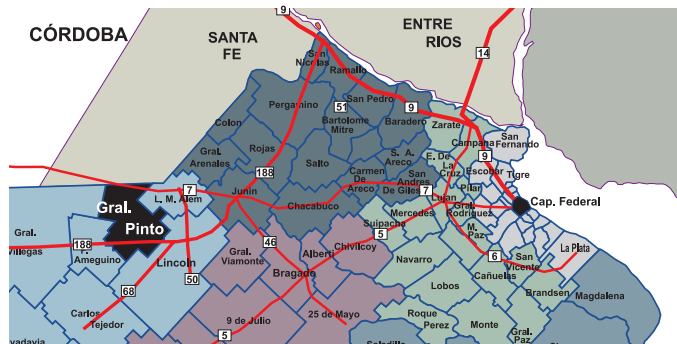 9
CÓRDOBA
SANTA
FE
ENTRE
RIOS
14
San
Nicolas
Ramallo
Pergamino
51
San Pedro
9
Bartolome
Mitre
Baradero
Zarate
Campana
San
Fernando
Colon
Rojas
Gral.
Arenales
188
Salto
Carmen
De
Areco
S. A.
Areco
San
Andres
De Giles
E. De
La
Cruz
9
Escobar
Tigre
Pilar
Cap. Federal
7
L. M. Alem
Gral.
Pinto
Junin
Chacabuco
7
Lujan
Gral.
Rodriguez
Mercedes
Suipacha
M.
Paz
Gral.
Villegas
188
Ameguino
Lincoln
46
Gral.
Viamonte
Bragado
Alberti
Chivilcoy
5
Navarro
6
San
Vicente
La Plata
Cañuelas
50
68
Carlos
Tejedor
Lobos
Brandsen
Magdalena
9 de Julio
25 de Mayo
Roque
Perez
Monte
Gral.
Paz
5